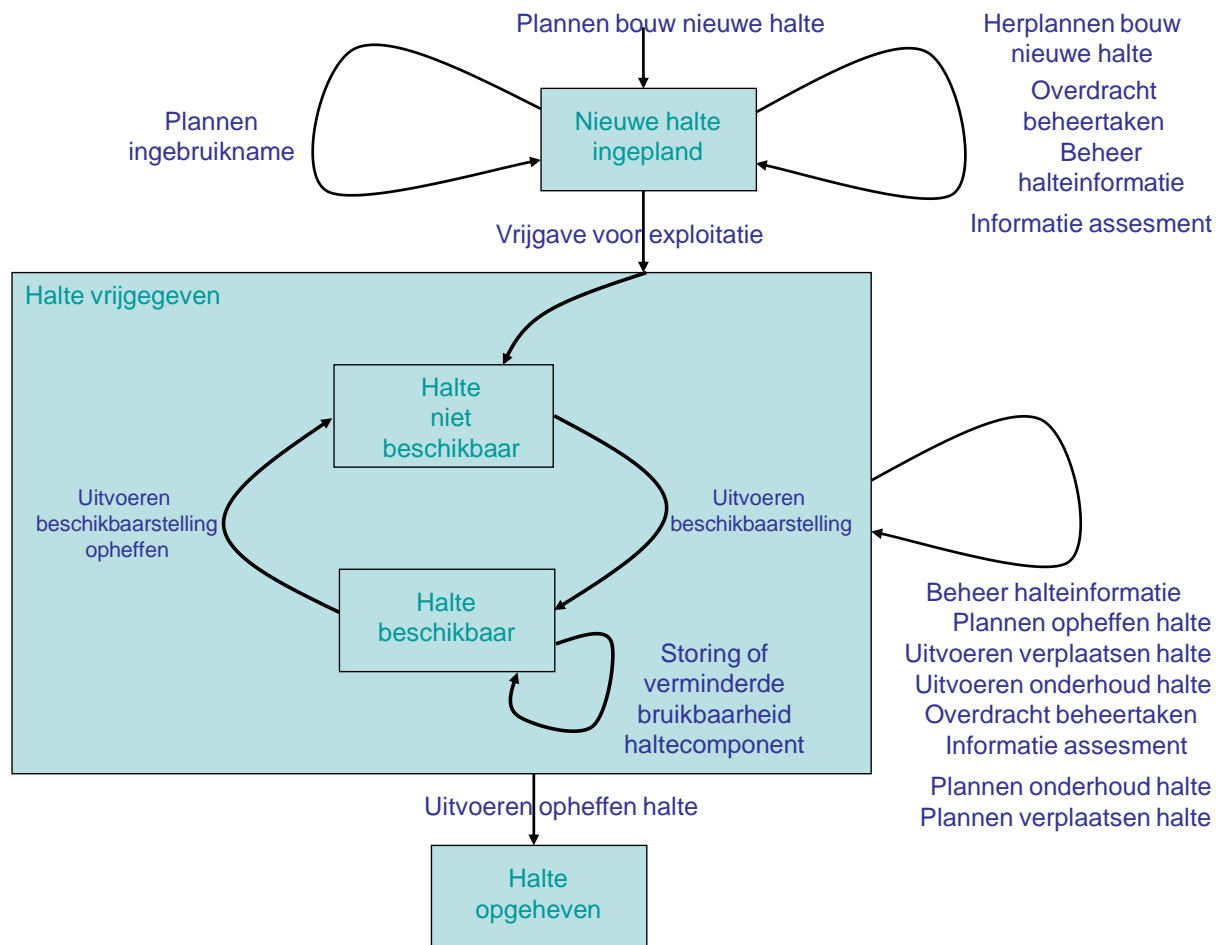 Plannen bouw nieuwe halte
Herplannen bouw
nieuwe halte
Overdracht
beheertaken
Beheer
halteinformatie
Informatie assesment
Plannen
ingebruikname
Nieuwe halte
ingepland
Vrijgave voor exploitatie
Halte vrijgegeven
Halte
niet
beschikbaar
Uitvoeren
beschikbaarstelling
opheffen
Uitvoeren
beschikbaarstelling
Halte
beschikbaar
Storing of
verminderde
bruikbaarheid
haltecomponent
Beheer halteinformatie
Plannen opheffen halte
Uitvoeren verplaatsen halte
Uitvoeren onderhoud halte
Overdracht beheertaken
Informatie assesment
Plannen onderhoud halte
Plannen verplaatsen halte
Uitvoeren opheffen halte
Halte
opgeheven